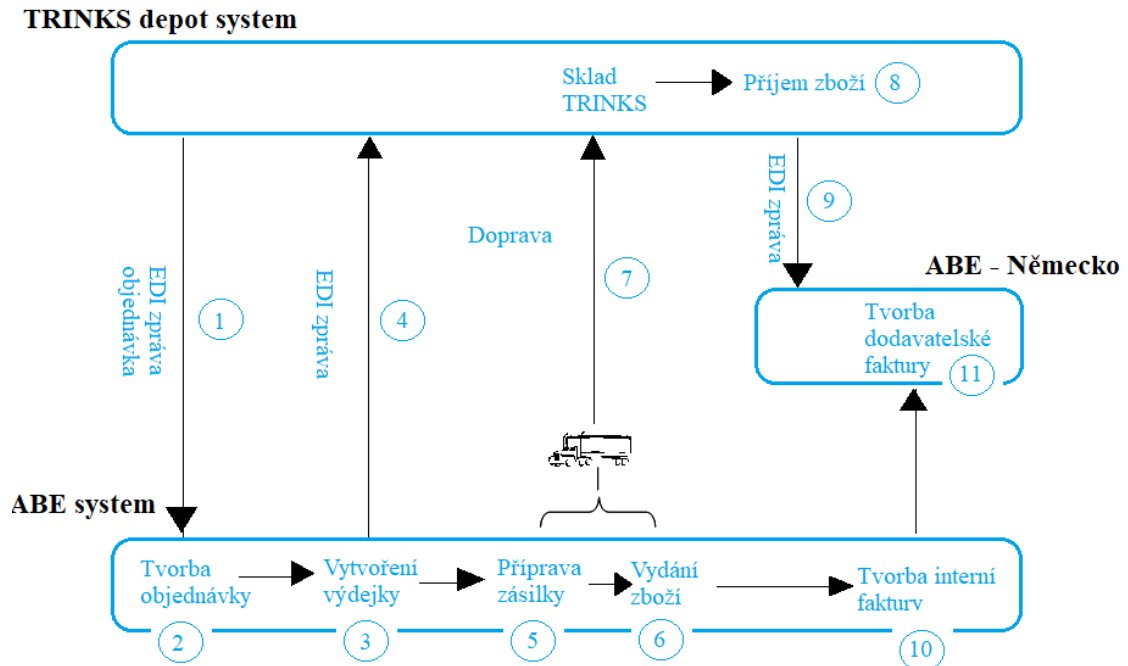 TRINKS depot system
Sklad
TRINKS
Příjem zboží
8
EDI zpráva
objednávka
1
EDI zpráva
4
Doprava
7
EDI zpráva
9
ABE - Německo
Tvorba
dodavatelské
faktury
11
ABE system
Tvorba
objednávky
2
Vytvoření
výdejky
3
Příprava
zásilky
5
Vydání
zboží
6
Tvorba interní
faktury
10